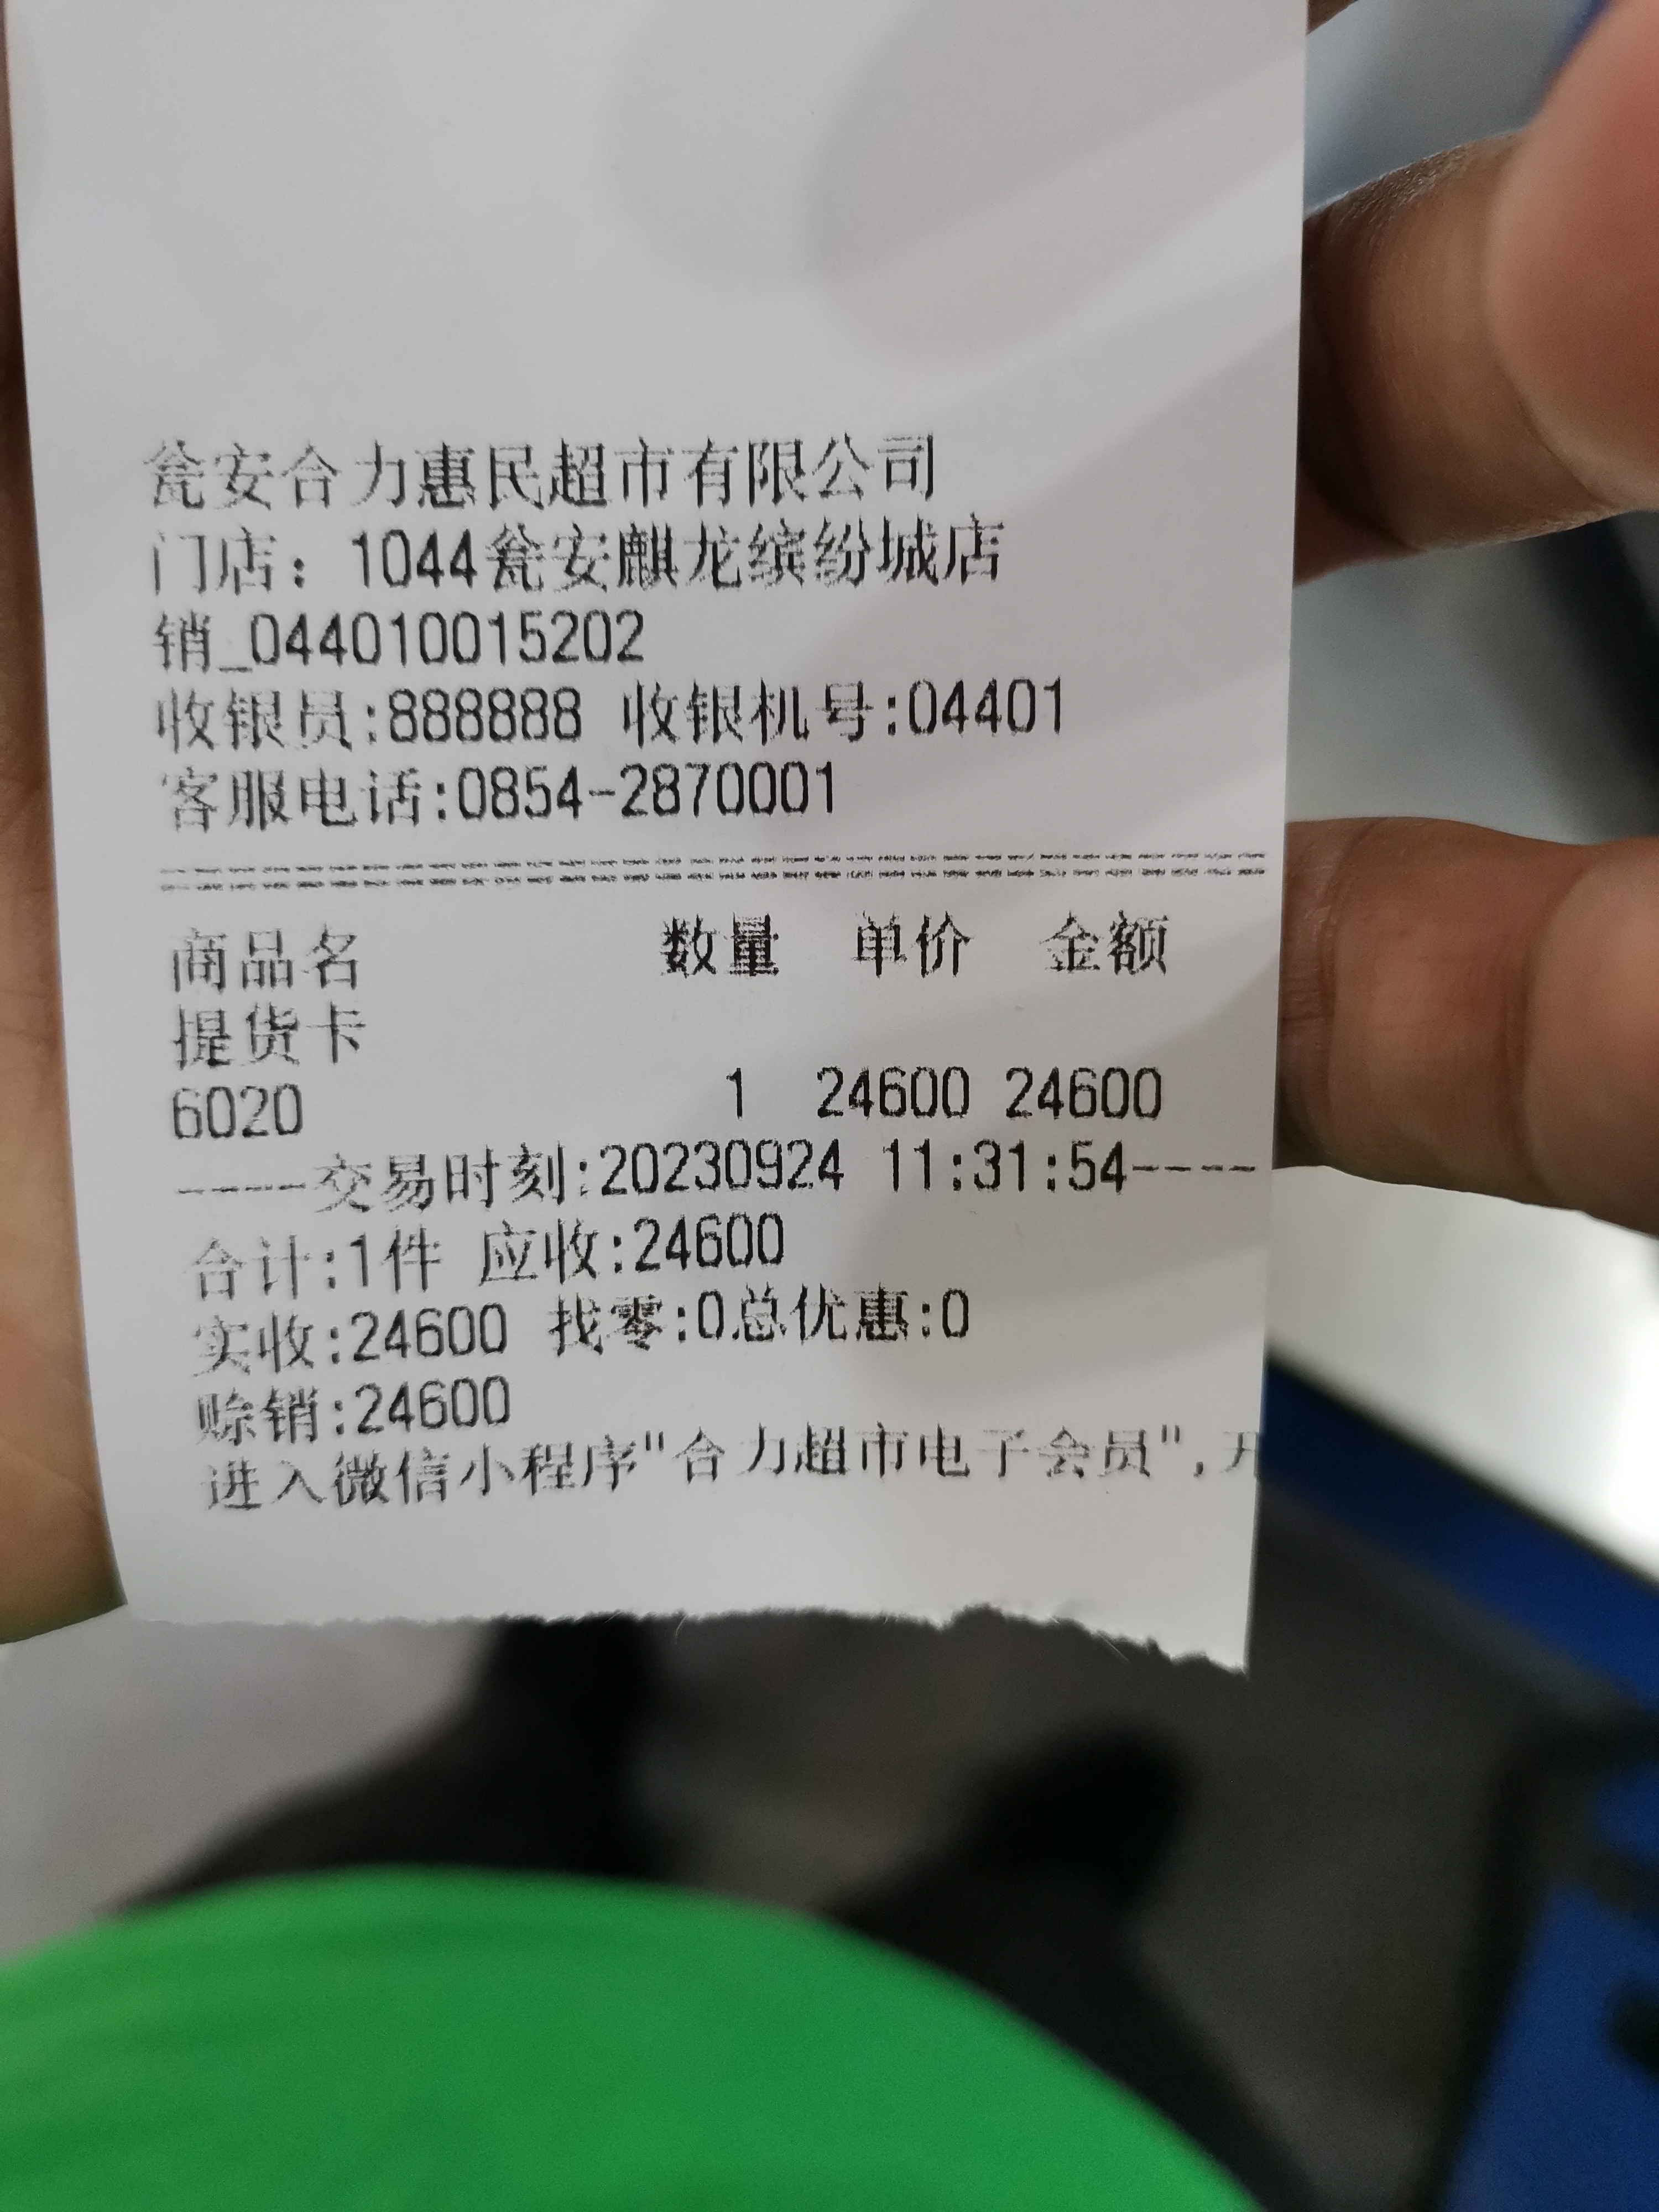 瓮安合力惠民超市有限公司
门店：1044瓮安麒龙缤纷城店
销_044010015202
收银员:888888 收银机号:04401
客服电话:0854-2870001
================================
商品名 数量 单价 金额
提货卡
6020 1 24600 24600
----交易时刻:20230924 11:31:54----
合计:1件 应收:24600
实收:24600 找零:0总优惠:0
赊销:24600
进入微信小程序"合力超市电子会员",开